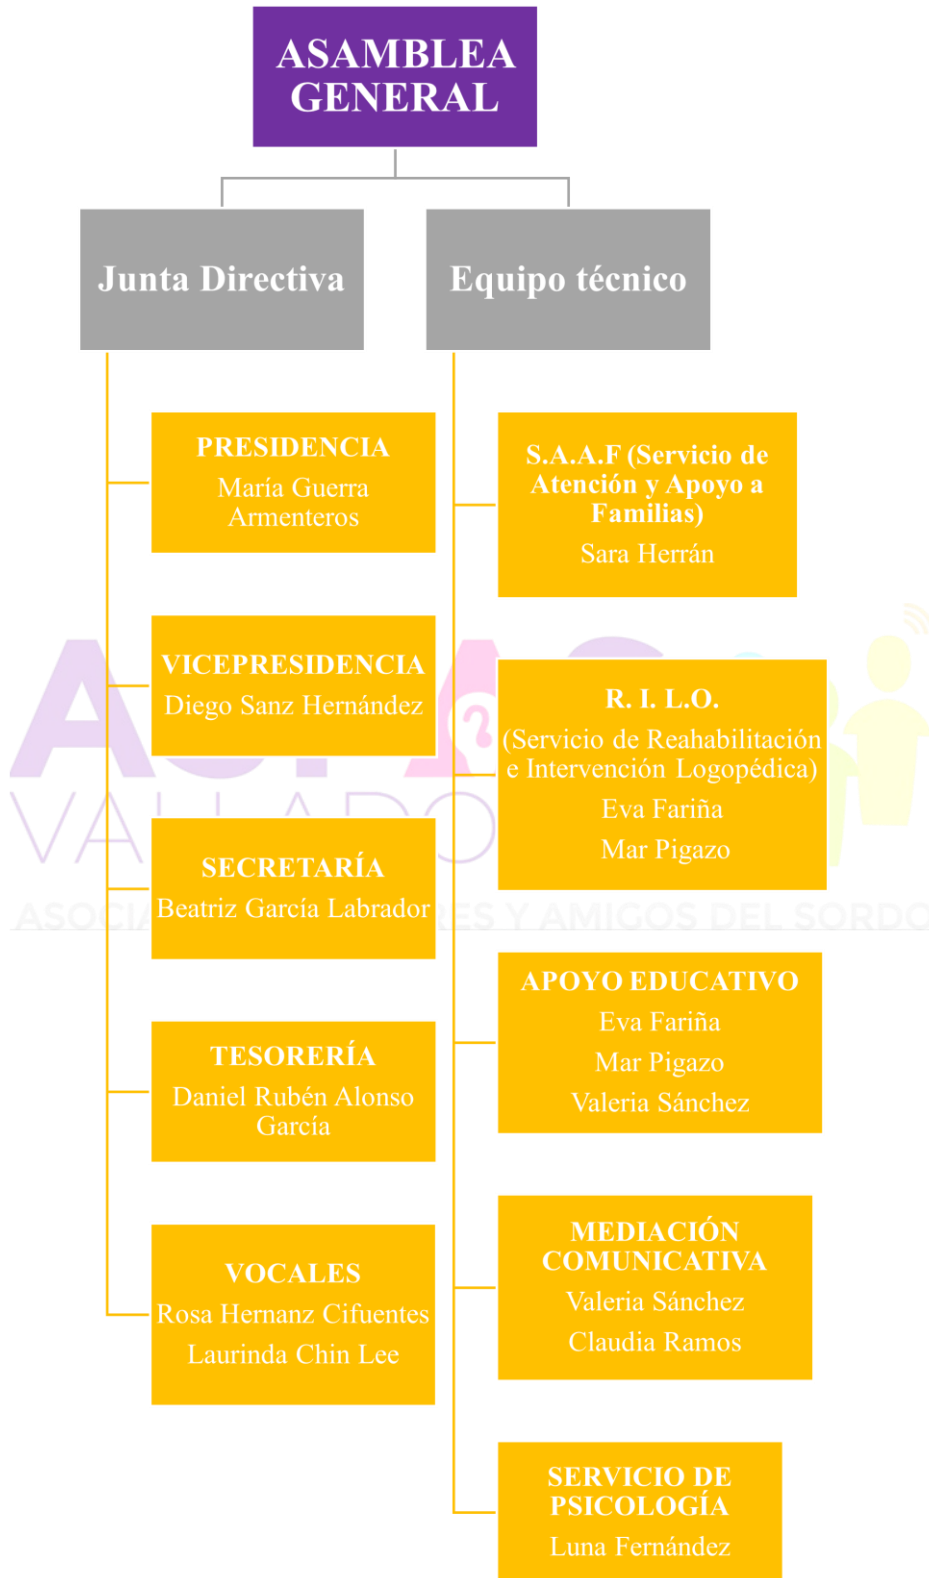 ASAMBLEA
GENERAL
Junta Directiva
Equipo técnico
PRESIDENCIA
María Guerra
Armenteros
VICEPRESIDENCIA
Diego Sanz Hernández
SECRETARÍA
Beatriz García Labrador
TESORERÍA
Daniel Rubén Alonso
García
VOCALES
Rosa Hernanz Cifuentes
Laurinda Chin Lee
S.A.A.F (Servicio de
Atención y Apoyo a
Familias)
Sara Herrán
R. I. L.O.
(Servicio de Reahabilitación
e Intervención Logopédica)
Eva Fariña
Mar Pigazo
APOYO EDUCATIVO
Eva Fariña
Mar Pigazo
Valeria Sánchez
MEDIACIÓN
COMUNICATIVA
Valeria Sánchez
Claudia Ramos
SERVICIO DE
PSICOLOGÍA
Luna Fernández
Y AMIGOS DEL SORDO